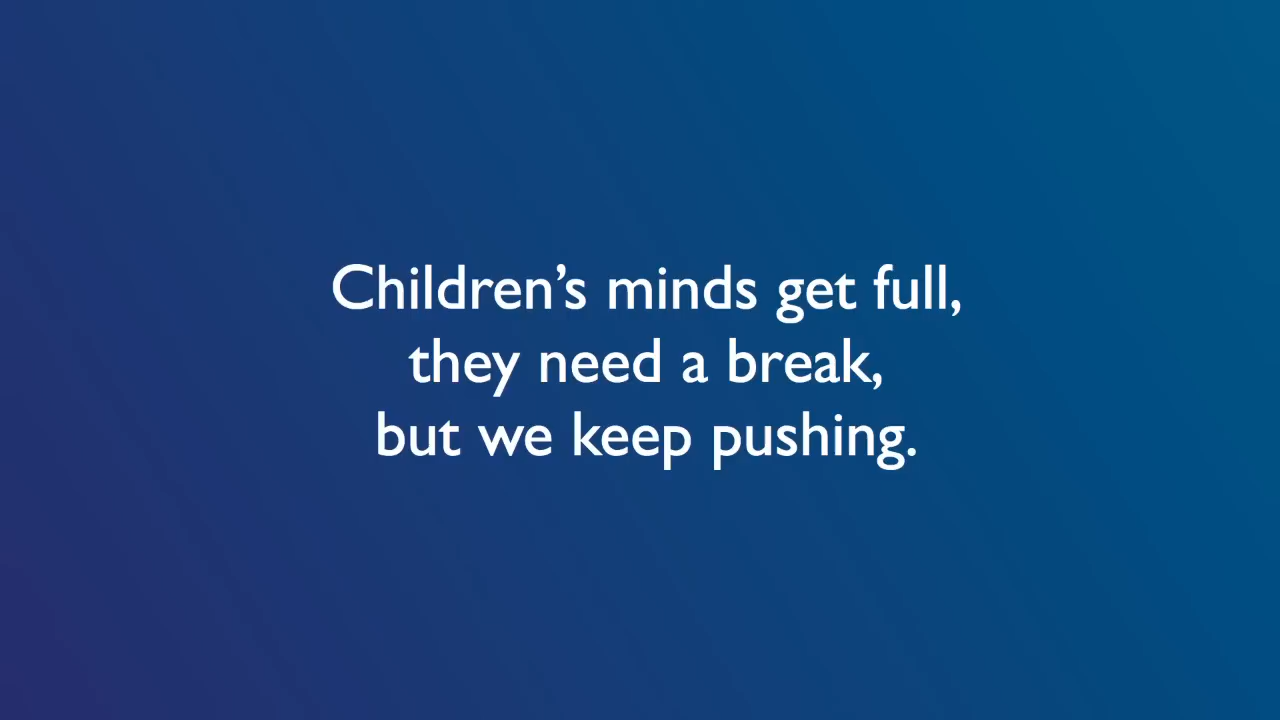 Children’s minds get full,
they need a break,
but we keep pushing.